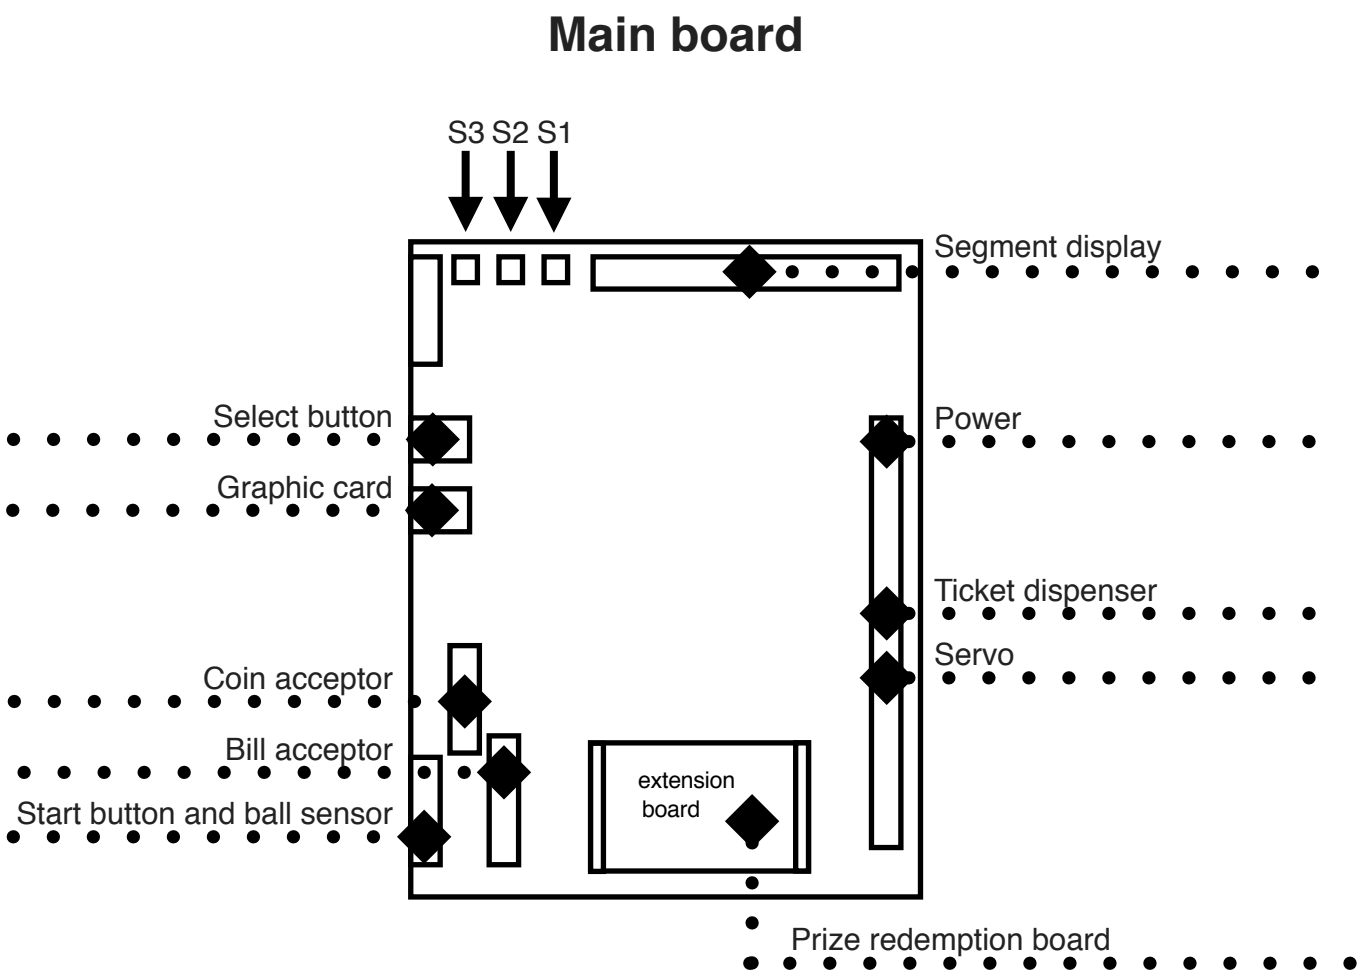 Main board
S3 S2 S1
Segment display
Select button
Power
Graphic card
Ticket dispenser
Servo
Coin acceptor
Bill acceptor
extension
board
Start button and ball sensor
Prize redemption board